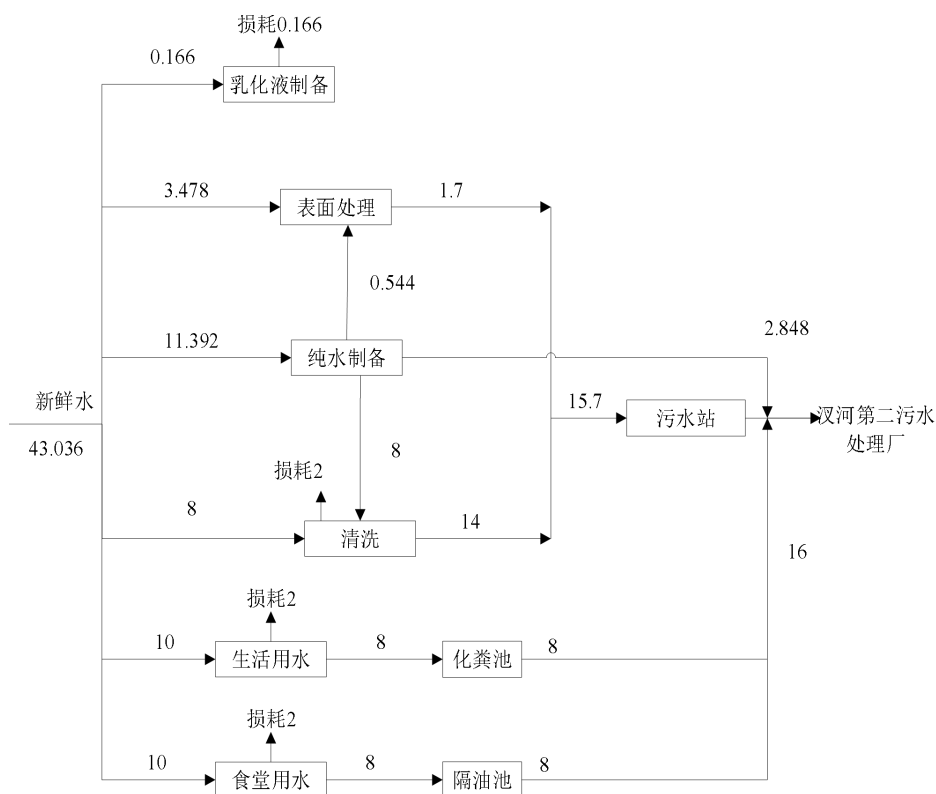 损耗0.166
0.166
乳化液制备
3.478
表面处理
1.7
0.544
2.848
11.392
纯水制备
新鲜水
43.036
15.7
污水站
汊河第二污水
处理厂
8
损耗2
8
清洗
14
16
损耗2
10
生活用水
8
化粪池
8
损耗2
10
食堂用水
8
隔油池
8